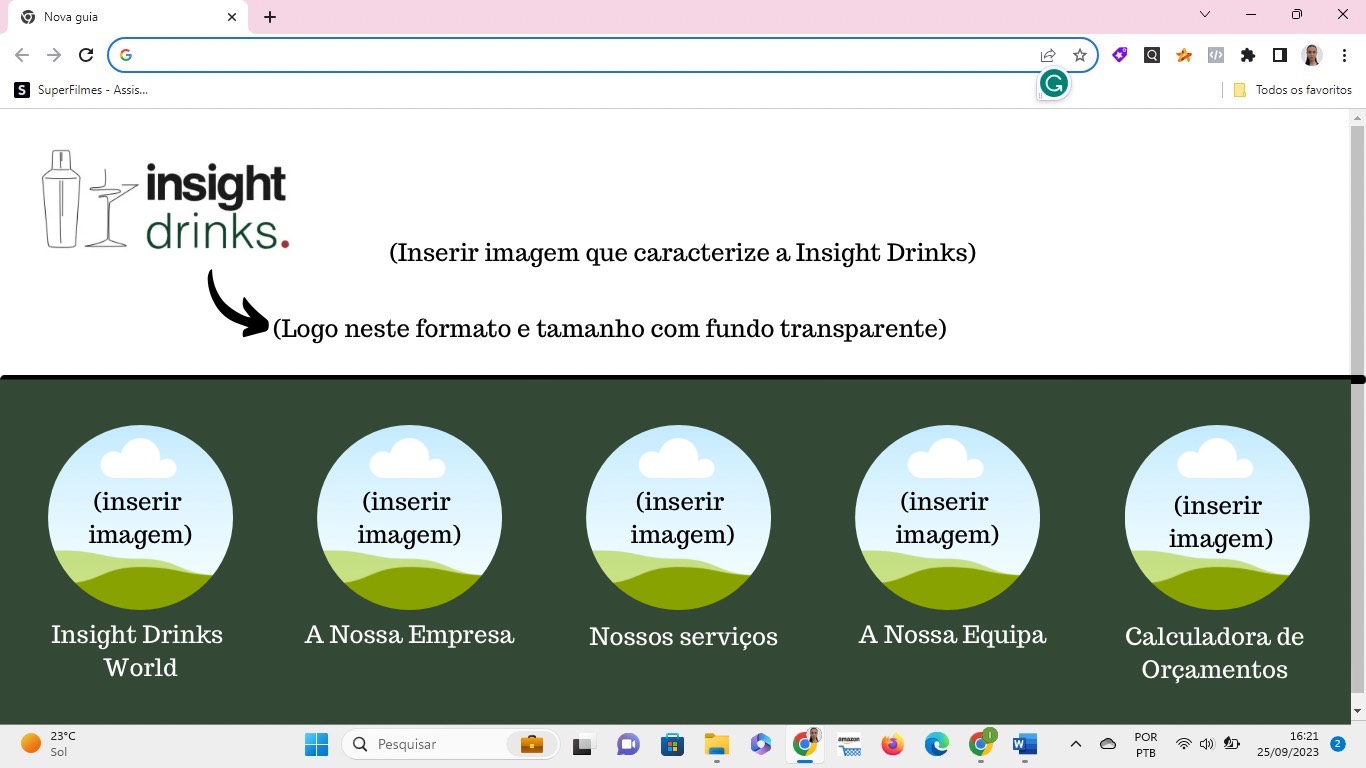 Nova guia
SuperFilmes - Assis...
Todos os favoritos
insight
drinks.
(Inserir imagem que caracterize a Insight Drinks)
(Logo neste formato e tamanho com fundo transparente)
(inserir
imagem)
(inserir
imagem)
(inserir
imagem)
(inserir
imagem)
(inserir
imagem)
Insight Drinks
World
A Nossa Empresa
Nossos serviços
A Nossa Equipa
Calculadora de
Orçamentos
23°C
Sol
Pesquisar
amazon
POR
PTB
16:21
25/09/2023
2